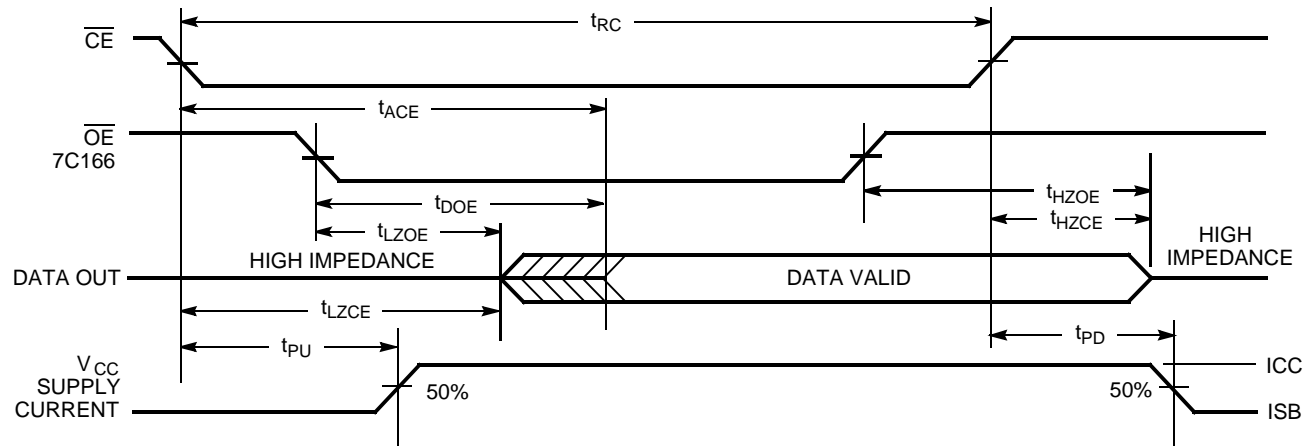 tRC
CE
tACE
OE
7C166
tDOE
tHZOE
tLZOE
tHZCE
HIGH IMPEDANCE
HIGH
IMPEDANCE
DATA OUT
DATA VALID
tLZCE
tPU
tPD
VCC
SUPPLY
CURRENT
50%
50%
ICC
ISB